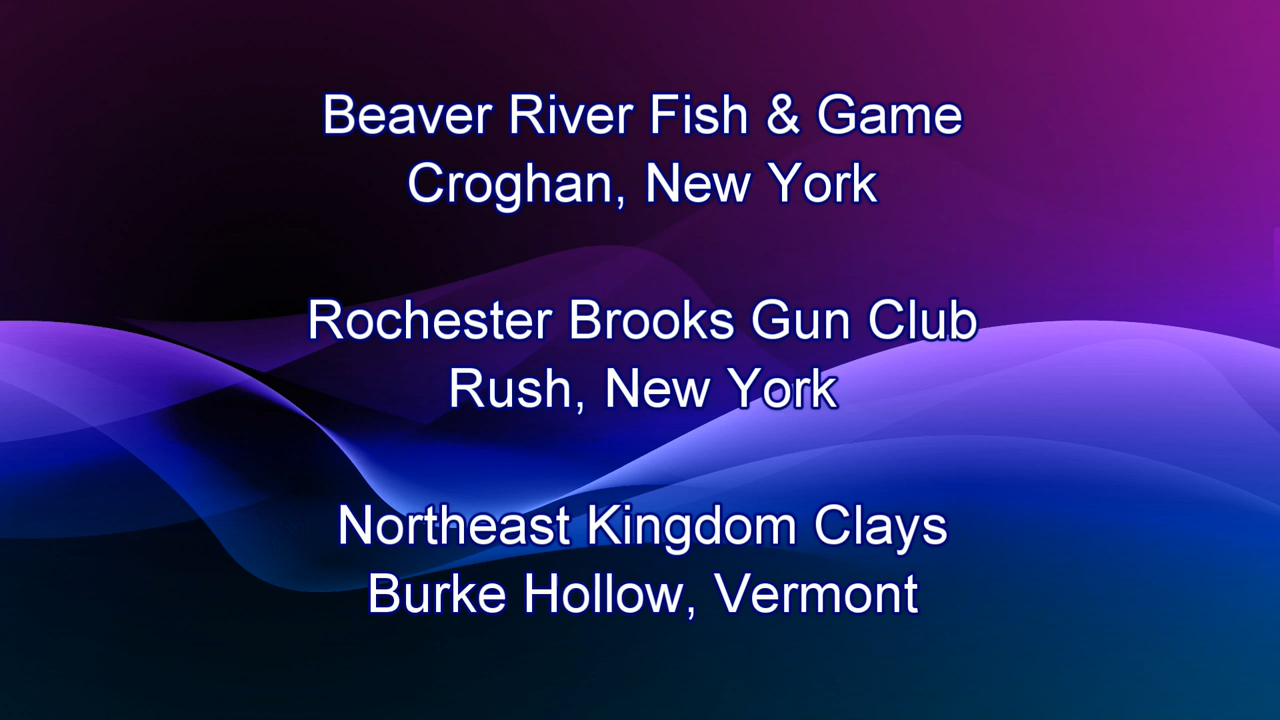 Beaver River Fish & Game
Croghan, New York
Rochester Brooks Gun Club
Rush, New York
Northeast Kingdom Clays
Burke Hollow, Vermont